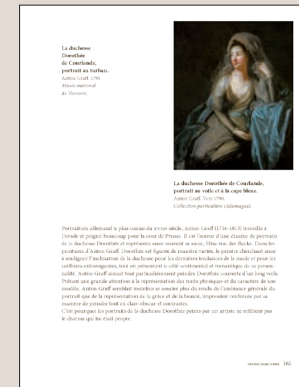 La duchesse
Dorothée
de Courlande,
portrait au turban.
Anton Graff. 1791
Musée national
de Varsovie.
La duchesse Dorothée de Courlande,
portrait au voile et à la cape bleue.
Anton Graff. Vers 1790.
Collection particulière (Allemagne).
Portraitiste allemand le plus connu du XVIIIe siècle, Anton Graff (1736-1813) travailla à
Dresde et peignit beaucoup pour la cour de Prusse. Il est l'auteur d'une dizaine de portraits
de la duchesse Dorothée et représenta aussi souvent sa sœur, Elisa von der Recke. Dans les
peintures d'Anton Graff, Dorothée est figurée de manière variée, le peintre cherchant ainsi
à souligner l'inclination de la duchesse pour les dernières tendances de la mode et pour les
coiffures extravagantes, tout en présentant le côté sentimental et romantique de sa person-
nalité. Anton Graff aimait tout particulièrement peindre Dorothée couverte d'un long voile.
Prêtant une grande attention à la représentation des traits physiques et du caractère de son
modèle, Anton Graff semblait toutefois se soucier plus du rendu de l'ambiance générale du
portrait que de la représentation de la grâce et de la beauté, impression renforcée par sa
manière de peindre tout en clair-obscur et contrastes.
C'est pourquoi les portraits de la duchesse Dorothée peints par cet artiste ne reflètent pas
le charme qui lui était propre.
161